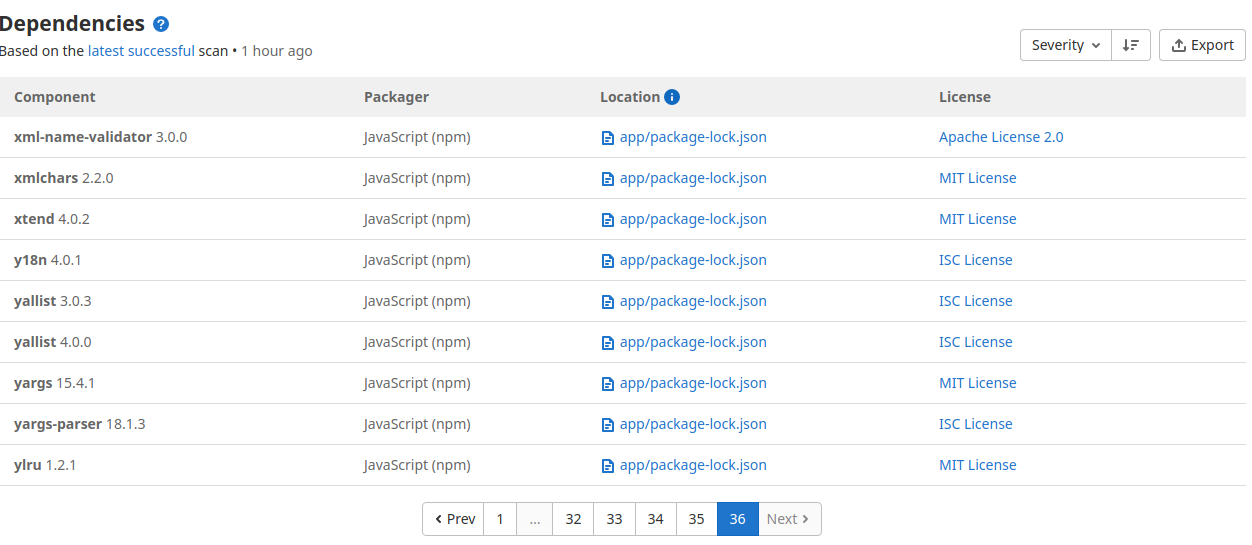 Dependencies ?
Based on the latest successful scan • 1 hour ago
Severity
Export
Component Packager Location i License
xml-name-validator 3.0.0 JavaScript (npm) app/package-lock.json Apache License 2.0
xmlchars 2.2.0 JavaScript (npm) app/package-lock.json MIT License
xtend 4.0.2 JavaScript (npm) app/package-lock.json MIT License
y18n 4.0.1 JavaScript (npm) app/package-lock.json ISC License
yallist 3.0.3 JavaScript (npm) app/package-lock.json ISC License
yallist 4.0.0 JavaScript (npm) app/package-lock.json ISC License
yargs 15.4.1 JavaScript (npm) app/package-lock.json MIT License
yargs-parser 18.1.3 JavaScript (npm) app/package-lock.json ISC License
ylru 1.2.1 JavaScript (npm) app/package-lock.json MIT License
Prev 1 ... 32 33 34 35 36 Next